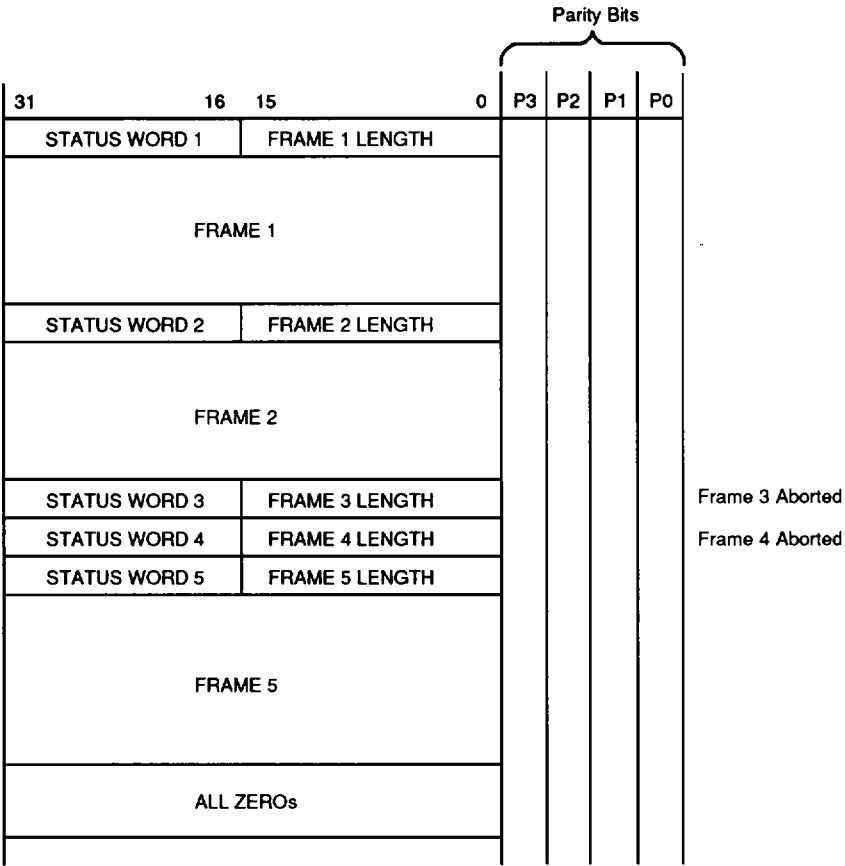 Parity Bits
31 16 15 0 P3 P2 P1 P0
STATUS WORD 1 FRAME 1 LENGTH
FRAME 1
STATUS WORD 2 FRAME 2 LENGTH
FRAME 2
STATUS WORD 3 FRAME 3 LENGTH Frame 3 Aborted
STATUS WORD 4 FRAME 4 LENGTH Frame 4 Aborted
STATUS WORD 5 FRAME 5 LENGTH
FRAME 5
ALL ZEROs